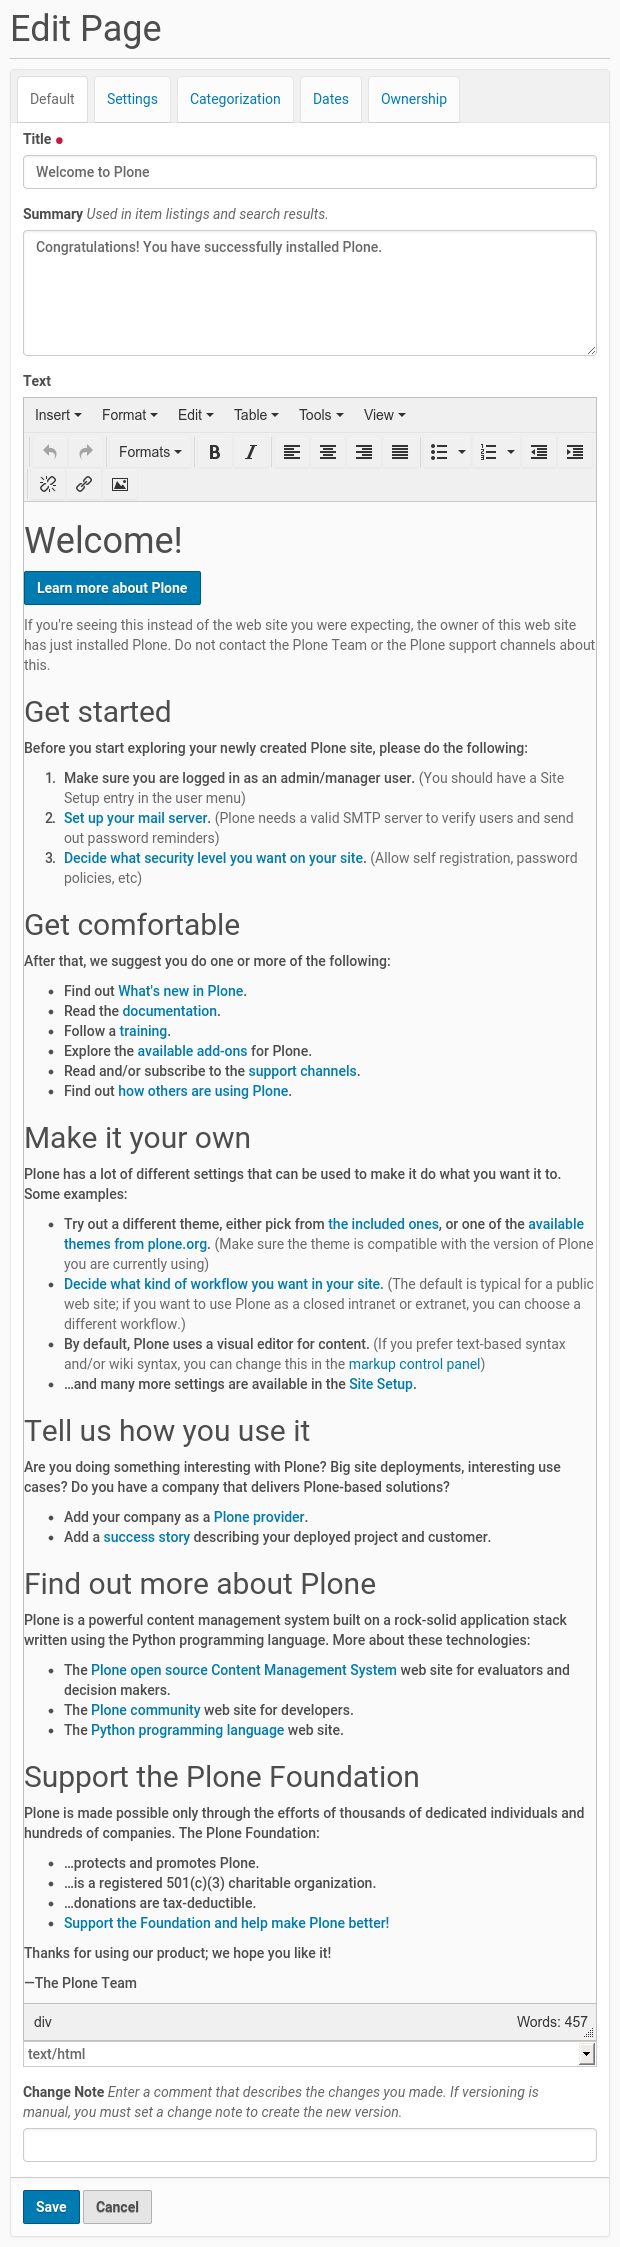 Edit Page
Default Settings Categorization Dates Ownership
Title
Welcome to Plone
Summary Used in item listings and search results.
Congratulations! You have successfully installed Plone.
Text
Insert Format Edit Table Tools View
Formats B I
Welcome!
Learn more about Plone
If you're seeing this instead of the web site you were expecting, the owner of this web site
has just installed Plone. Do not contact the Plone Team or the Plone support channels about
this.
Get started
Before you start exploring your newly created Plone site, please do the following:
1. Make sure you are logged in as an admin/manager user. (You should have a Site
Setup entry in the user menu)
2. Set up your mail server. (Plone needs a valid SMTP server to verify users and send
out password reminders)
3. Decide what security level you want on your site. (Allow self registration, password
policies, etc)
Get comfortable
After that, we suggest you do one or more of the following:
• Find out What's new in Plone.
• Read the documentation.
• Follow a training.
• Explore the available add-ons for Plone.
• Read and/or subscribe to the support channels.
• Find out how others are using Plone.
Make it your own
Plone has a lot of different settings that can be used to make it do what you want it to.
Some examples:
• Try out a different theme, either pick from the included ones, or one of the available
themes from plone.org. (Make sure the theme is compatible with the version of Plone
you are currently using)
• Decide what kind of workflow you want in your site. (The default is typical for a public
web site; if you want to use Plone as a closed intranet or extranet, you can choose a
different workflow.)
• By default, Plone uses a visual editor for content. (If you prefer text-based syntax
and/or wiki syntax, you can change this in the markup control panel)
• …and many more settings are available in the Site Setup.
Tell us how you use it
Are you doing something interesting with Plone? Big site deployments, interesting use
cases? Do you have a company that delivers Plone-based solutions?
• Add your company as a Plone provider.
• Add a success story describing your deployed project and customer.
Find out more about Plone
Plone is a powerful content management system built on a rock-solid application stack
written using the Python programming language. More about these technologies:
• The Plone open source Content Management System web site for evaluators and
decision makers.
• The Plone community web site for developers.
• The Python programming language web site.
Support the Plone Foundation
Plone is made possible only through the efforts of thousands of dedicated individuals and
hundreds of companies. The Plone Foundation:
• …protects and promotes Plone.
• …is a registered 501(c)(3) charitable organization.
• …donations are tax-deductible.
• Support the Foundation and help make Plone better!
Thanks for using our product; we hope you like it!
—The Plone Team
div Words: 457
text/html
Change Note Enter a comment that describes the changes you made. If versioning is
manual, you must set a change note to create the new version.
Save Cancel